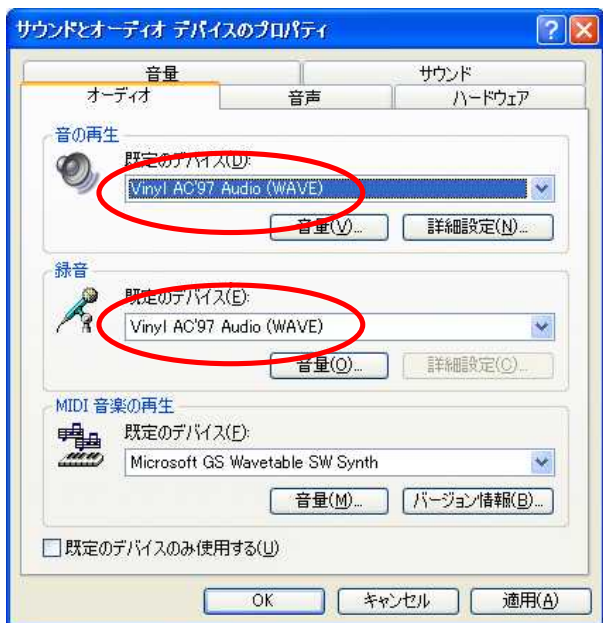 サウンドとオーディオ デバイスのプロパティ
音量 サウンド
オーディオ 音声 ハードウェア
音の再生
既定のデバイス(D):
Vinyl AC'97 Audio (WAVE)
音量(V)... 詳細設定(N)...
録音
既定のデバイス(E):
Vinyl AC'97 Audio (WAVE)
音量(O)... 詳細設定(C)...
MIDI 音楽の再生
既定のデバイス(F):
Microsoft GS Wavetable SW Synth
音量(M)... バージョン情報(B)...
既定のデバイスのみ使用する(U)
OK キャンセル 適用(A)